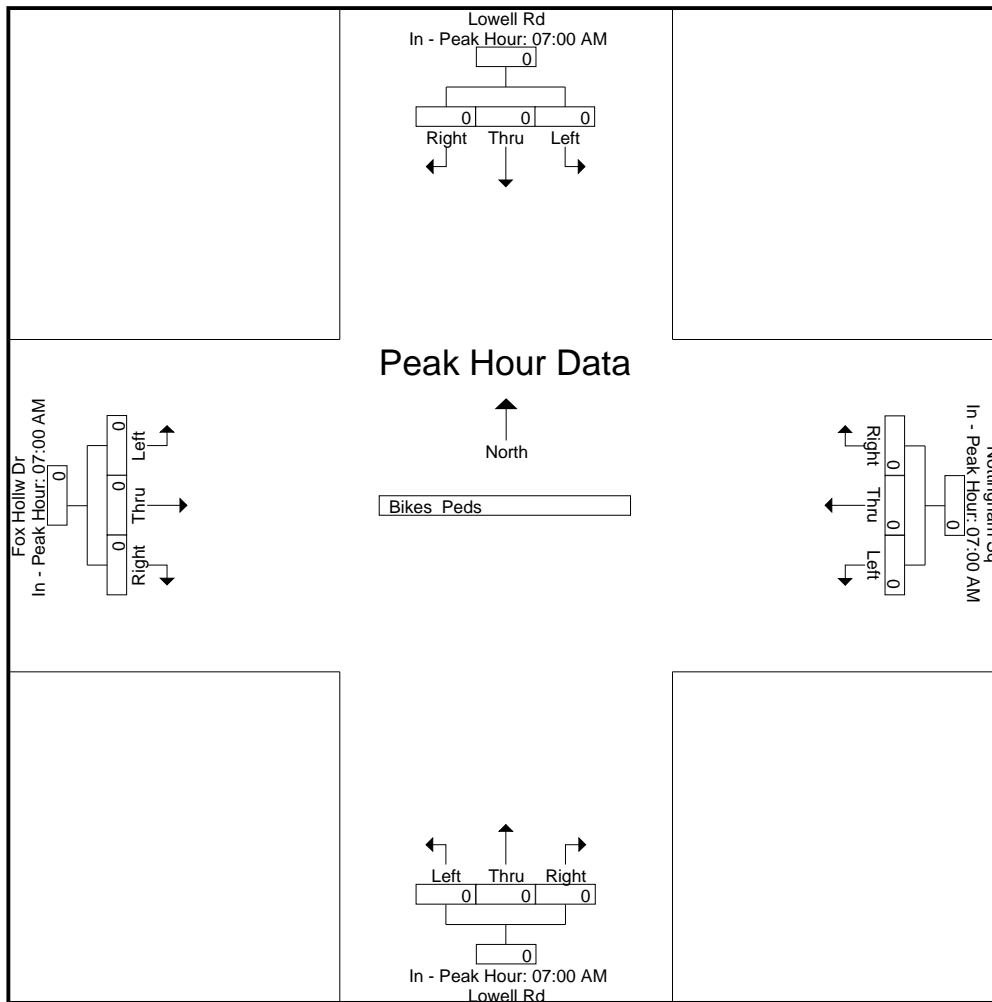 Lowell Rd
In - Peak Hour: 07:00 AM
0
0 0 0
Right Thru Left
Peak Hour Data
North
Bikes Peds
Fox Hollw Dr
In - Peak Hour: 07:00 AM
0
0 0 0
Left Thru Right
Nottingham Sq
In - Peak Hour: 07:00 AM
0
0 0 0
Right Thru Left
Left Thru Right
0 0 0
0
In - Peak Hour: 07:00 AM
Lowell Rd